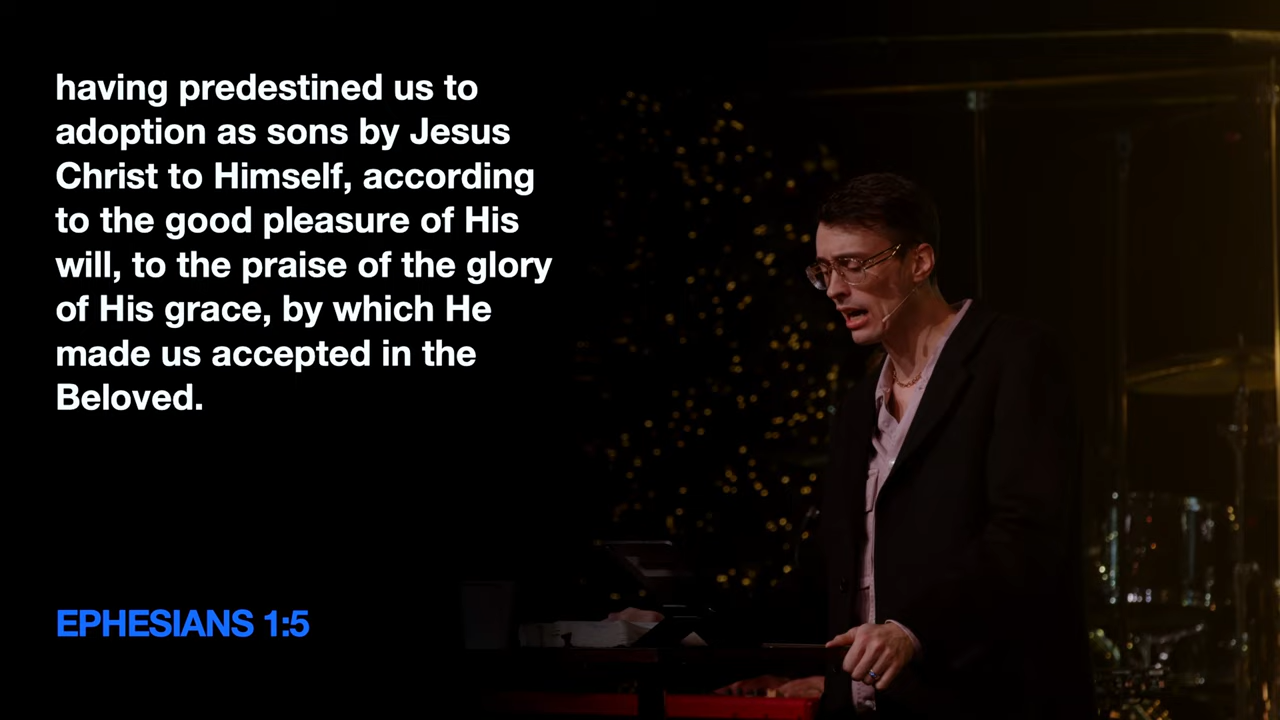 having predestined us to
adoption as sons by Jesus
Christ to Himself, according
to the good pleasure of His
will, to the praise of the glory
of His grace, by which He
made us accepted in the
Beloved.
EPHESIANS 1:5